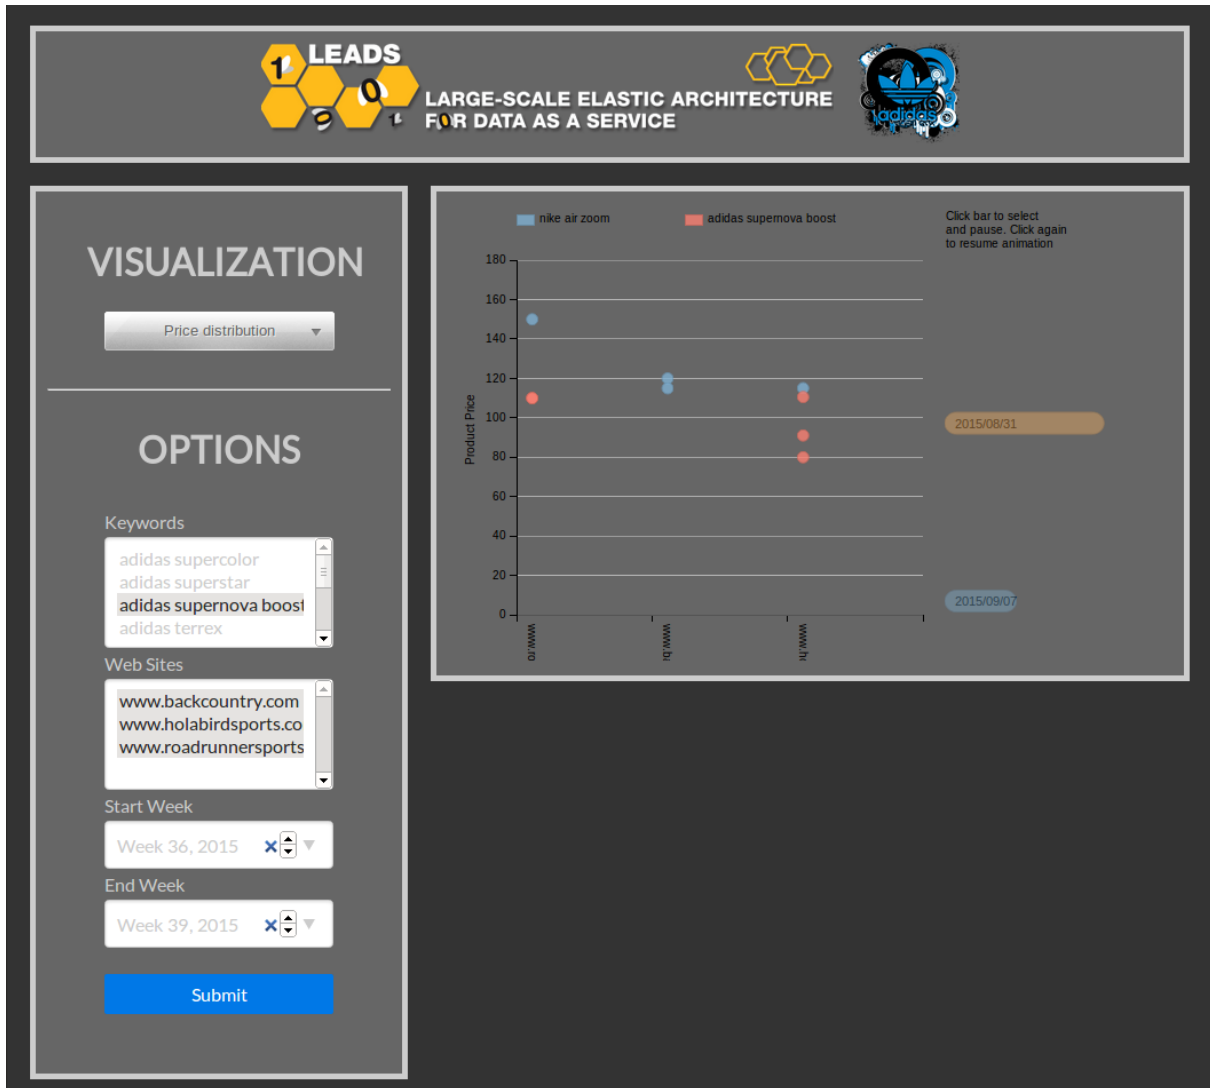 LEADS
LARGE-SCALE ELASTIC ARCHITECTURE
FOR DATA AS A SERVICE
adidas
VISUALIZATION
Price distribution
OPTIONS
Keywords
adidas supercolor
adidas superstar
adidas supernova boost
adidas terrex
Web Sites
www.backcountry.com
www.holabirdsports.co
www.roadrunnersports
Start Week
Week 36, 2015
End Week
Week 39, 2015
Submit
nike air zoom
adidas supernova boost
Click bar to select
and pause. Click again
to resume animation
180
160
140
120
100
80
60
40
20
0
Product Price
www.ro
www.ba
www.ho
2015/08/31
2015/09/07